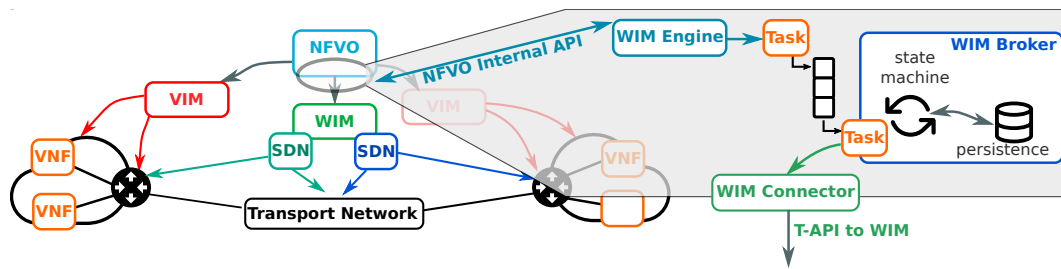 NFVO
VIM
WIM
SDN
SDN
VIM
VNF
VNF
VNF
Transport Network
NFVO Internal API
WIM Engine
Task
WIM Broker
state
machine
persistence
Task
WIM Connector
T-API to WIM